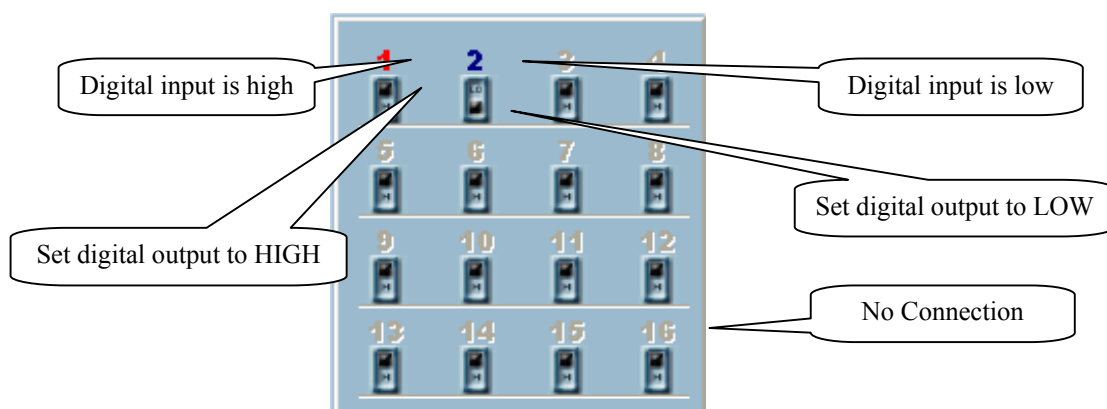 1 2 3 4
Digital input is high
Digital input is low
LO
5 6 7 8
Set digital output to LOW
Set digital output to HIGH
9 10 11 12
No Connection
13 14 15 16